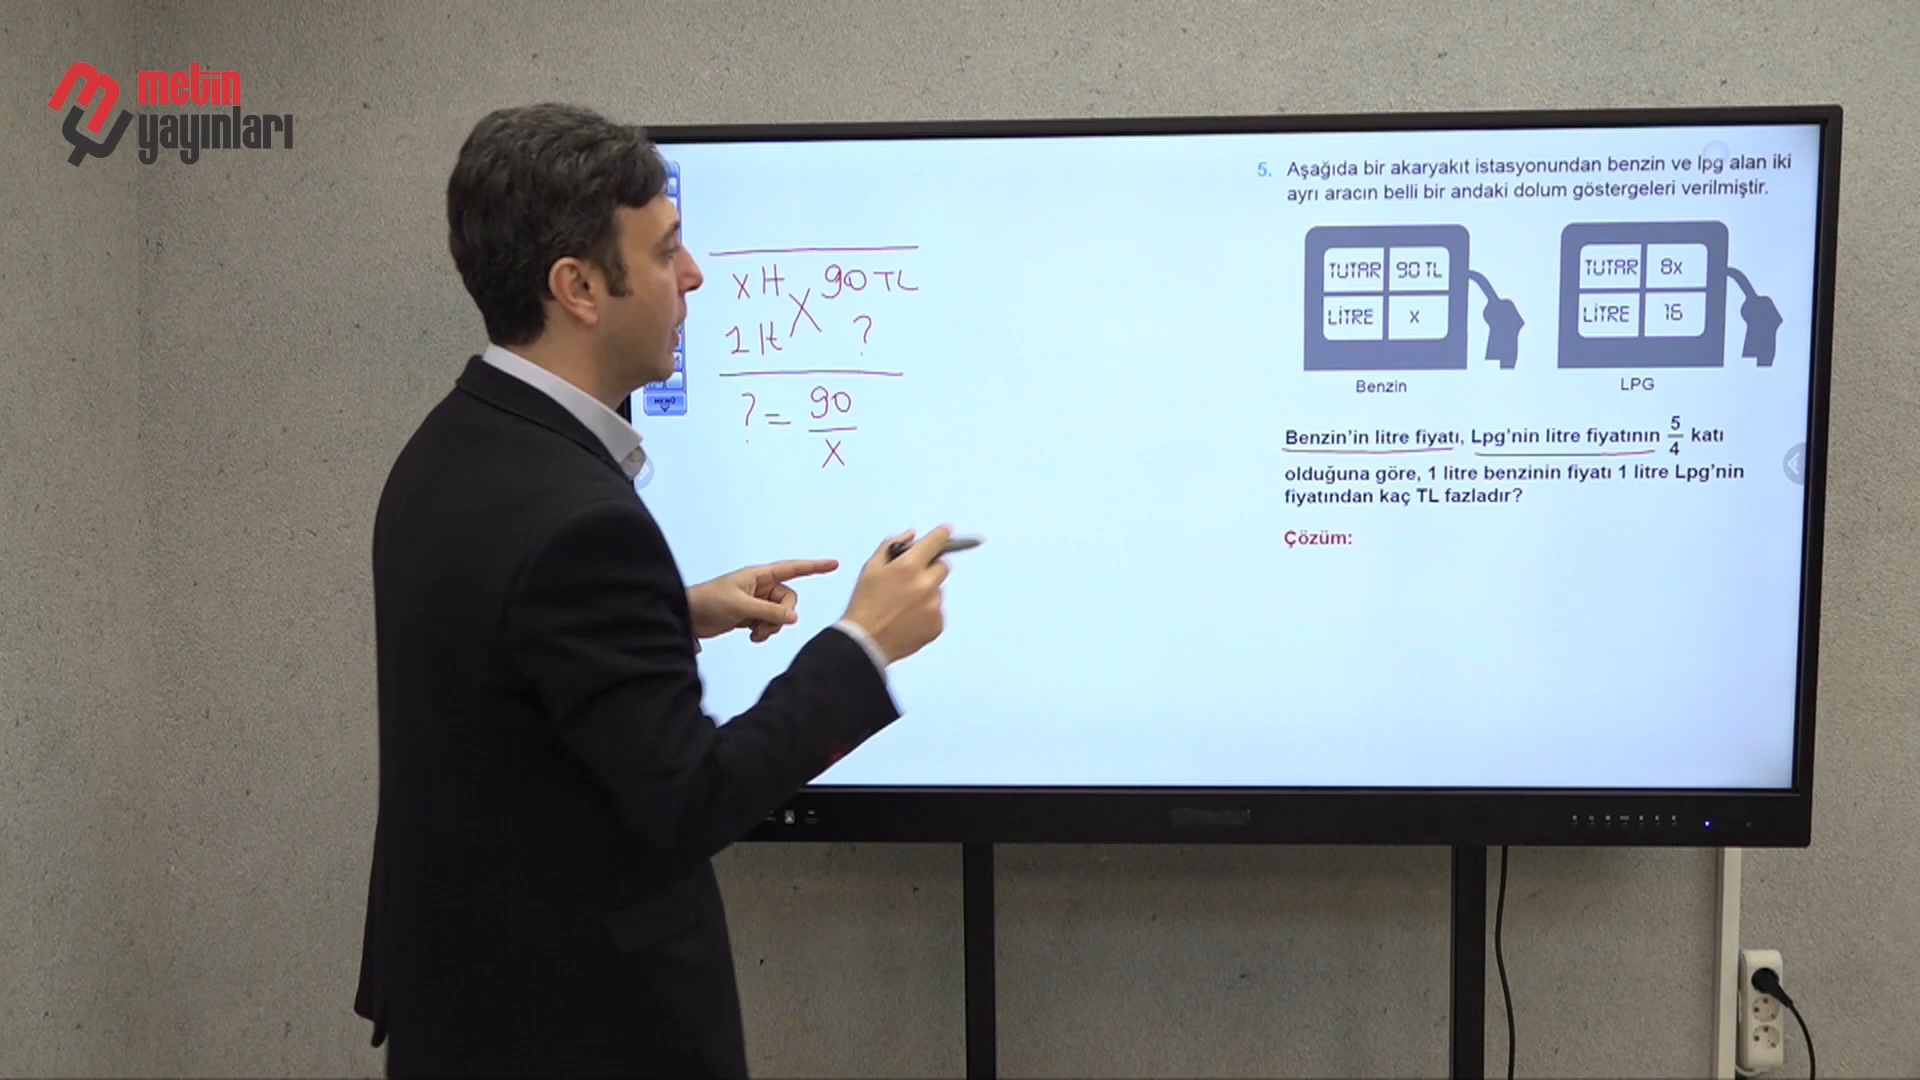 metin
yayınları
x lt 90 TL
1 lt ?
? = 90
x
5. Aşağıda bir akaryakıt istasyonundan benzin ve lpg alan iki
ayrı aracın belli bir andaki dolum göstergeleri verilmiştir.
TUTAR 90 TL
LİTRE x
Benzin
TUTAR 8x
LİTRE 16
LPG
Benzin'in litre fiyatı, Lpg'nin litre fiyatının 5/4 katı
olduğuna göre, 1 litre benzinin fiyatı 1 litre Lpg'nin
fiyatından kaç TL fazladır?
Çözüm:
MENÜ